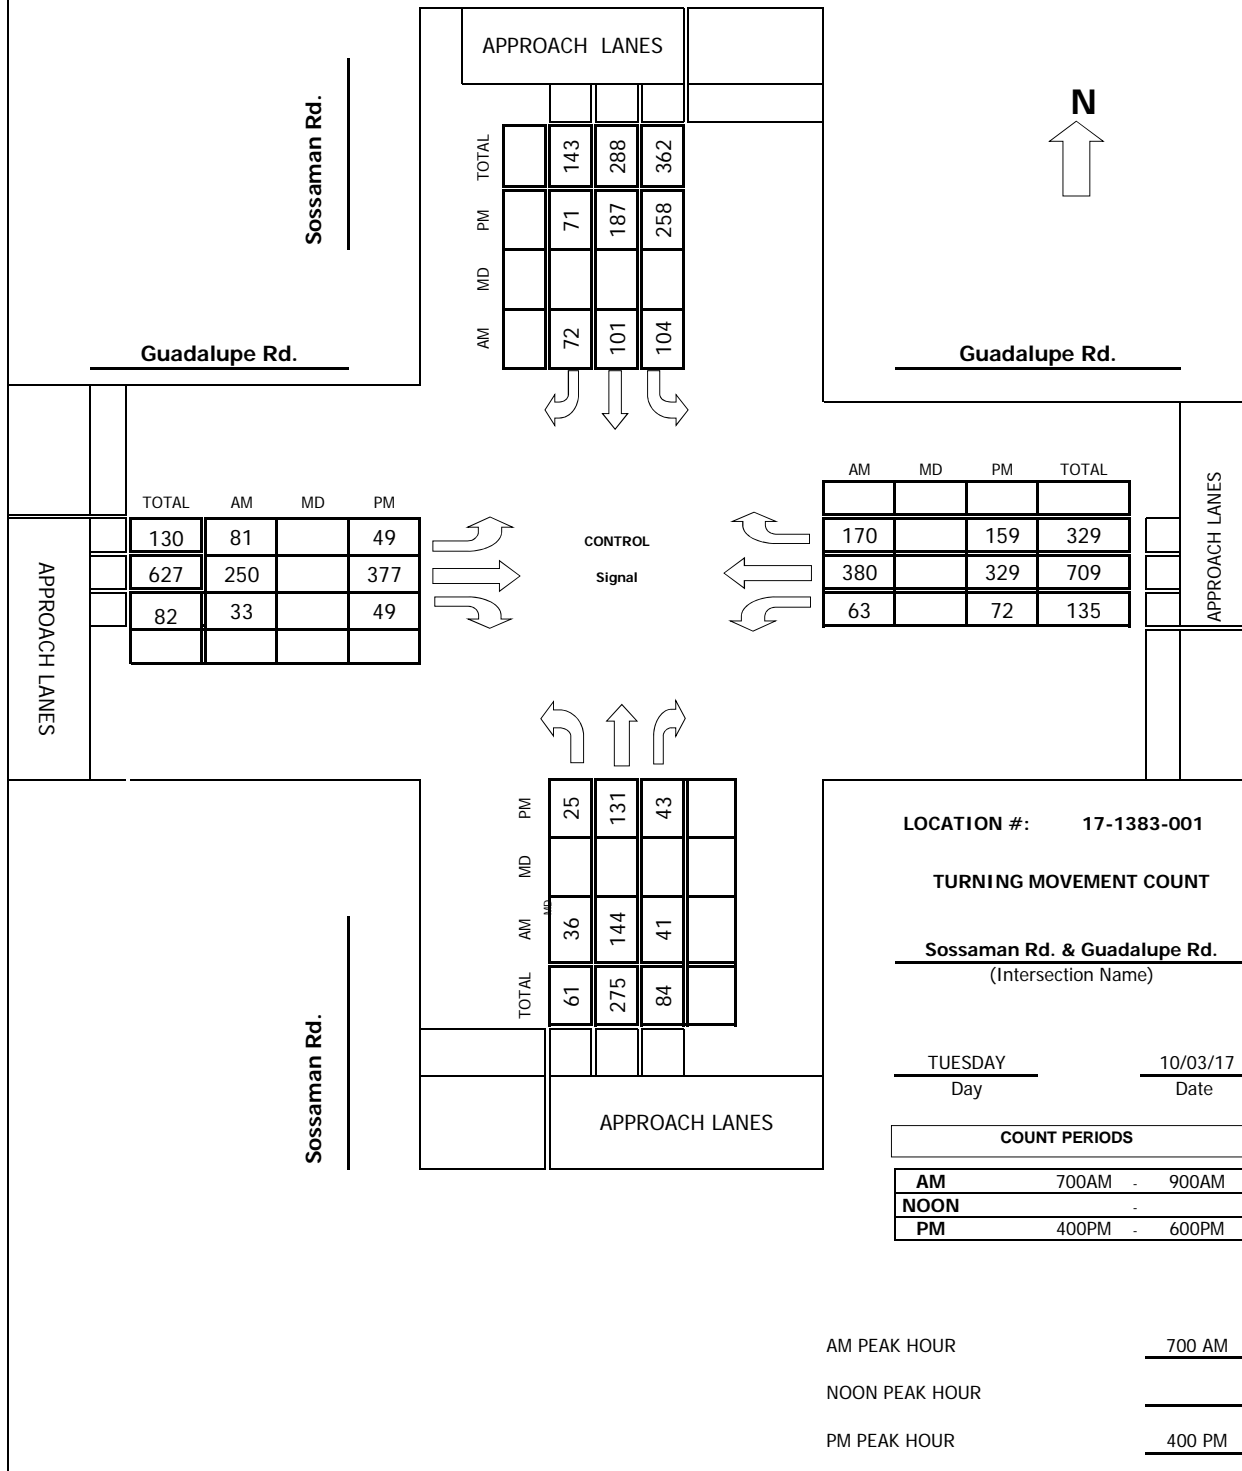 APPROACH LANES
N
Sossaman Rd.
TOTAL 143 288 362
PM 71 187 258
MD
AM 72 101 104
Guadalupe Rd.
Guadalupe Rd.
TOTAL AM MD PM
130 81 49
627 250 377
82 33 49
APPROACH LANES
CONTROL
Signal
AM MD PM TOTAL
170 159 329
380 329 709
63 72 135
APPROACH LANES
PM 25 131 43
MD
MD
AM 36 144 41
TOTAL 61 275 84
APPROACH LANES
Sossaman Rd.
LOCATION #: 17-1383-001
TURNING MOVEMENT COUNT
Sossaman Rd. & Guadalupe Rd.
(Intersection Name)
TUESDAY 10/03/17
Day Date
COUNT PERIODS
AM 700AM - 900AM
NOON -
PM 400PM - 600PM
AM PEAK HOUR 700 AM
NOON PEAK HOUR
PM PEAK HOUR 400 PM